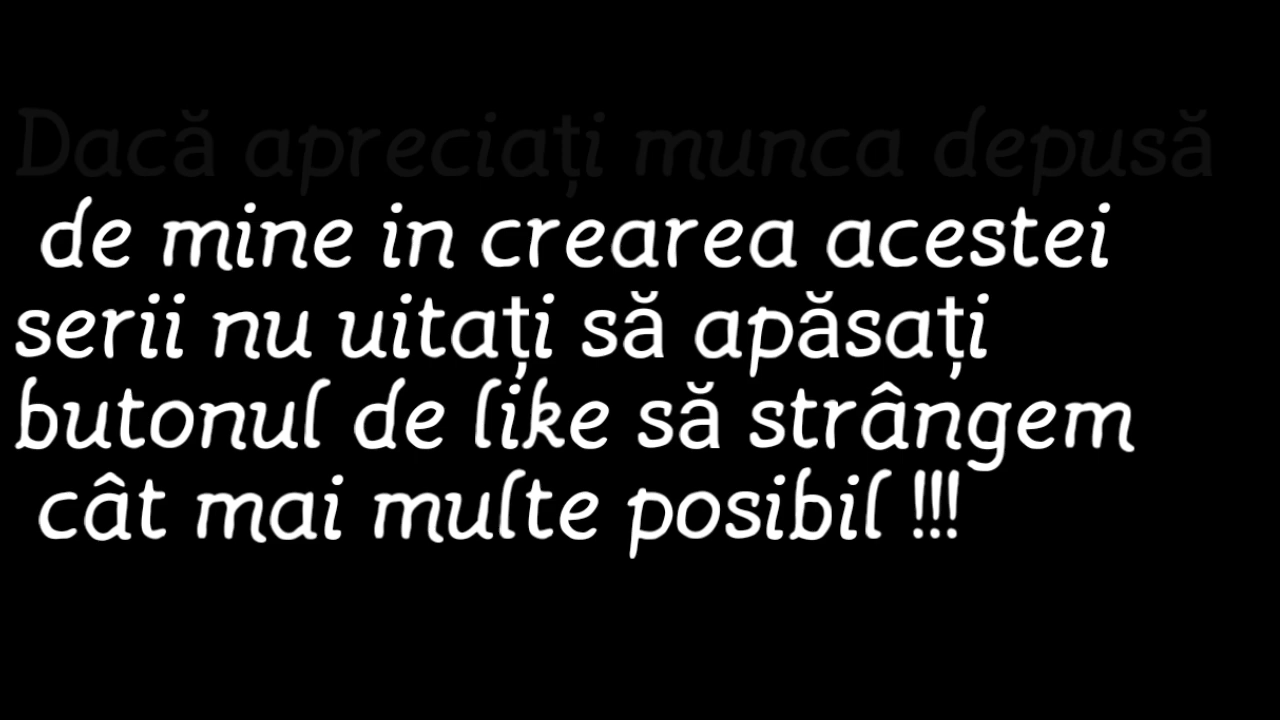 Dacă apreciați munca depusă
de mine in crearea acestei
serii nu uitați să apăsați
butonul de like să strângem
cât mai multe posibil !!!